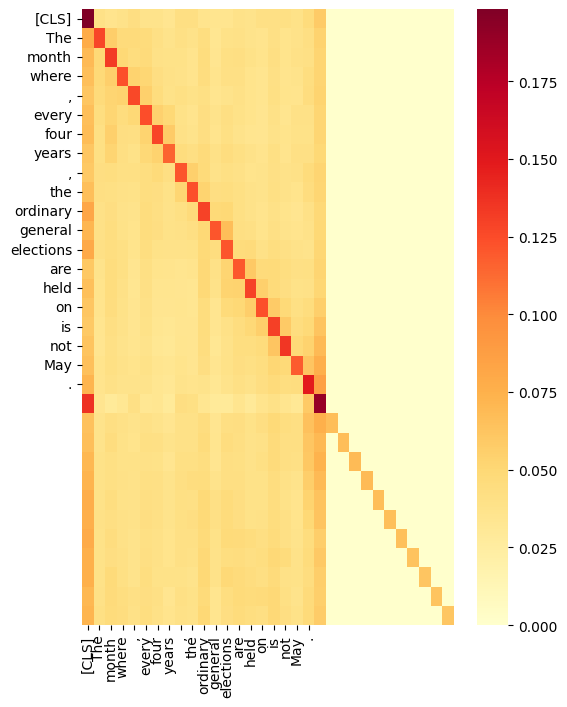 [CLS]
The
month
where
,
every
four
years
,
the
ordinary
general
elections
are
held
on
is
not
May
.
0.175
0.150
0.125
0.100
0.075
0.050
0.025
0.000
[CLS]
The
month
where
,
every
four
years
,
the
ordinary
general
elections
are
held
on
is
not
May
.